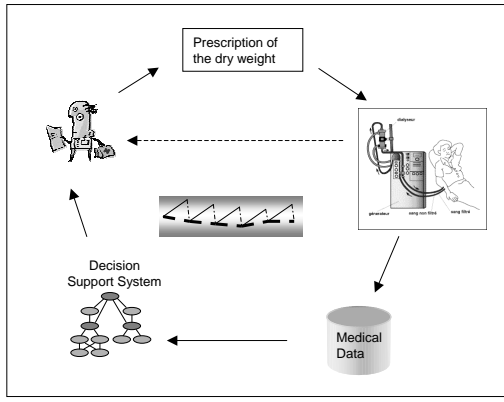 Prescription of
the dry weight
dialyseur
générateur
sang non filtré
sang filtré
Decision
Support System
Medical
Data